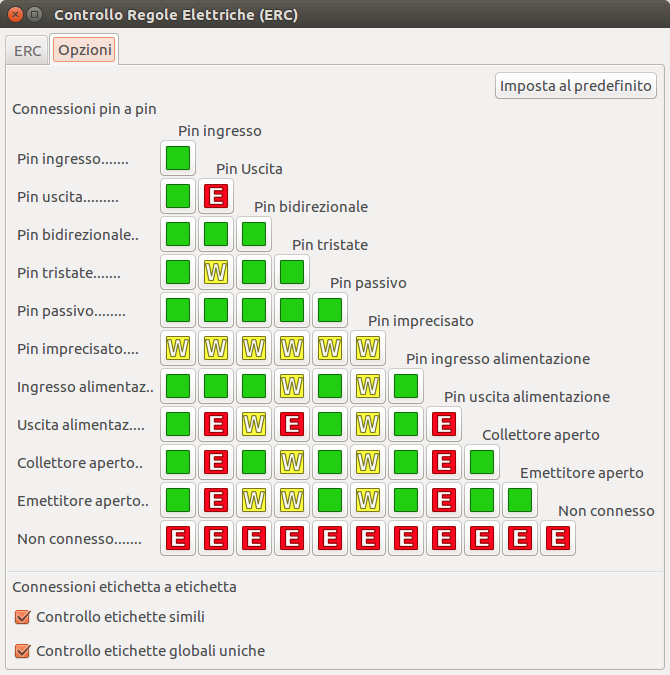 Controllo Regole Elettriche (ERC)
ERC Opzioni
Imposta al predefinito
Connessioni pin a pin
Pin ingresso
Pin ingresso.......
Pin Uscita
Pin uscita......... E
Pin bidirezionale
Pin bidirezionale..
Pin tristate
Pin tristate....... W
Pin passivo
Pin passivo........
Pin imprecisato
Pin imprecisato.... W W W W W W
Pin ingresso alimentazione
Ingresso alimentaz.. W W
Pin uscita alimentazione
Uscita alimentaz.... E W E W E
Collettore aperto
Collettore aperto.. E W W E
Emettitore aperto
Emettitore aperto.. E W W W E
Non connesso
Non connesso....... E E E E E E E E E E E
Connessioni etichetta a etichetta
Controllo etichette simili
Controllo etichette globali uniche